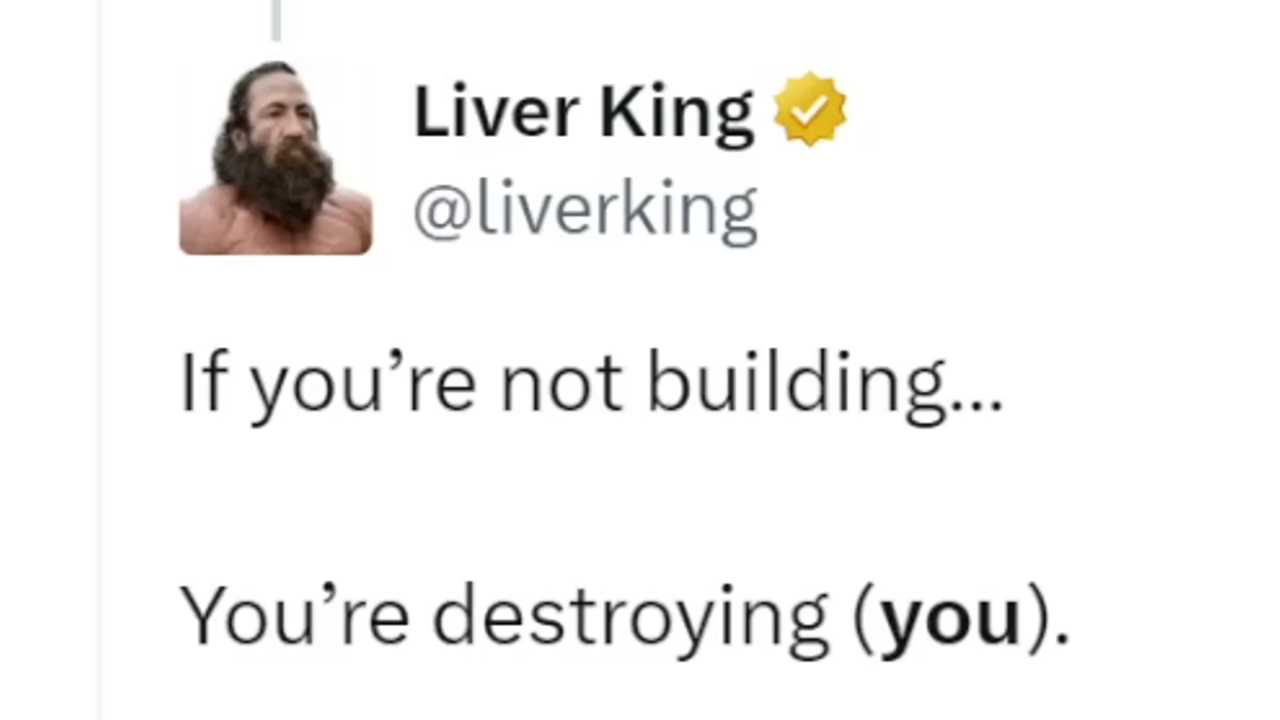 Liver King
@liverking
If you’re not building...
You’re destroying (you).